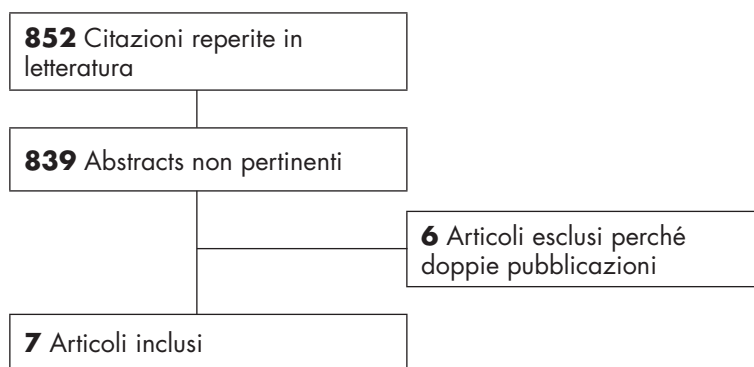 852 Citazioni reperite in
letteratura
839 Abstracts non pertinenti
6 Articoli esclusi perché
doppie pubblicazioni
7 Articoli inclusi